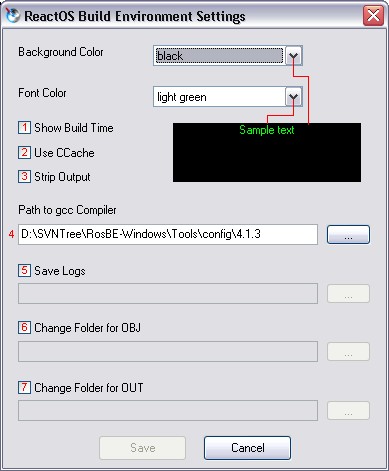 ReactOS Build Environment Settings
Background Color
black
Font Color
light green
Sample text
1 Show Build Time
2 Use CCache
3 Strip Output
Path to gcc Compiler
4 D:\SVNTree\RosBE-Windows\Tools\config\4.1.3 ...
5 Save Logs
...
6 Change Folder for OBJ
...
7 Change Folder for OUT
...
Save Cancel